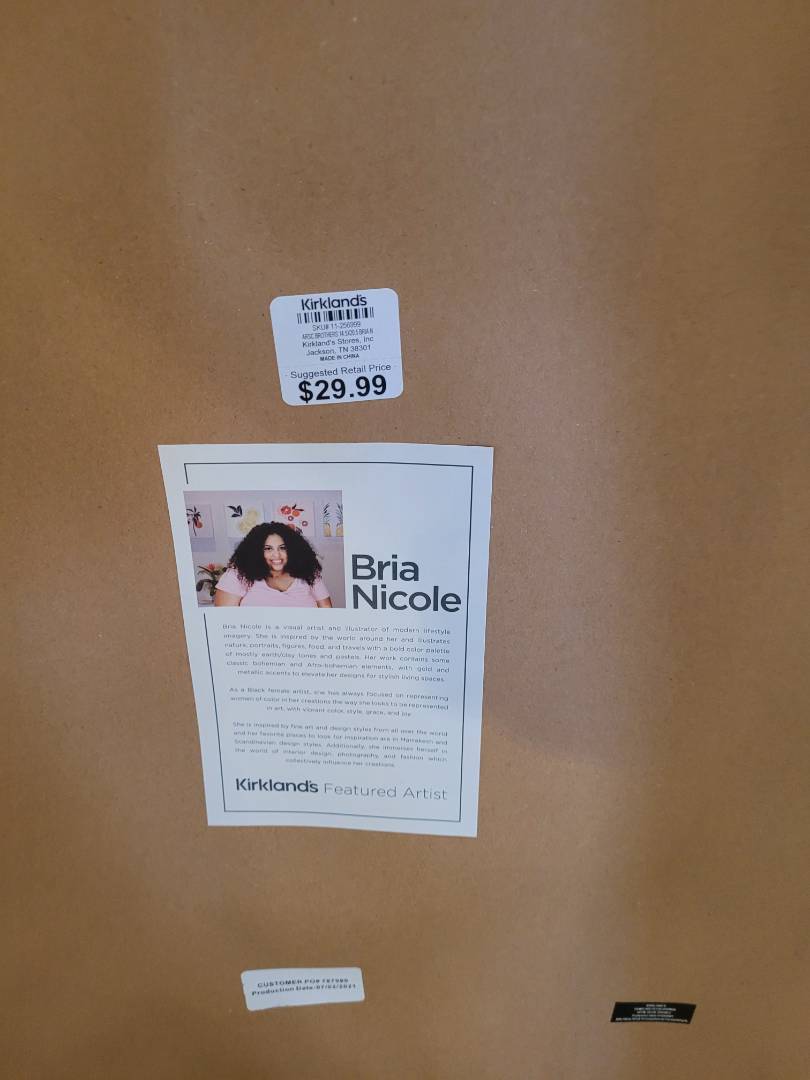 Kirkland's
SKU# 11-256999
Kirkland's Stores, Inc
Jackson, TN 38301
MADE IN CHINA
Suggested Retail Price
$29.99
Bria
Nicole
Bria Nicole is a visual artist and illustrator of modern lifestyle
imagery. She is inspired by the world around her and illustrates
nature, portraits, figures, food, and travels with a bold color palette
of mostly earth/clay tones and pastels. Her work contains some
classic bohemian and Afro-bohemian elements, with gold and
metallic accents to elevate her designs for stylish living spaces.
As a Black female artist, she has always focused on representing
women of color in her creations the way she looks to be represented
in art, with vibrant color, style, grace, and joy.
She is inspired by fine art and design styles from all over the world
and her favorite places to look for inspiration are in Marrakech and
Scandinavian design styles. Additionally, she immerses herself in
the world of interior design, photography, and fashion which
collectively influence her creations.
Kirkland's Featured Artist
CUSTOMER PO#
Production Date:07/02/2021